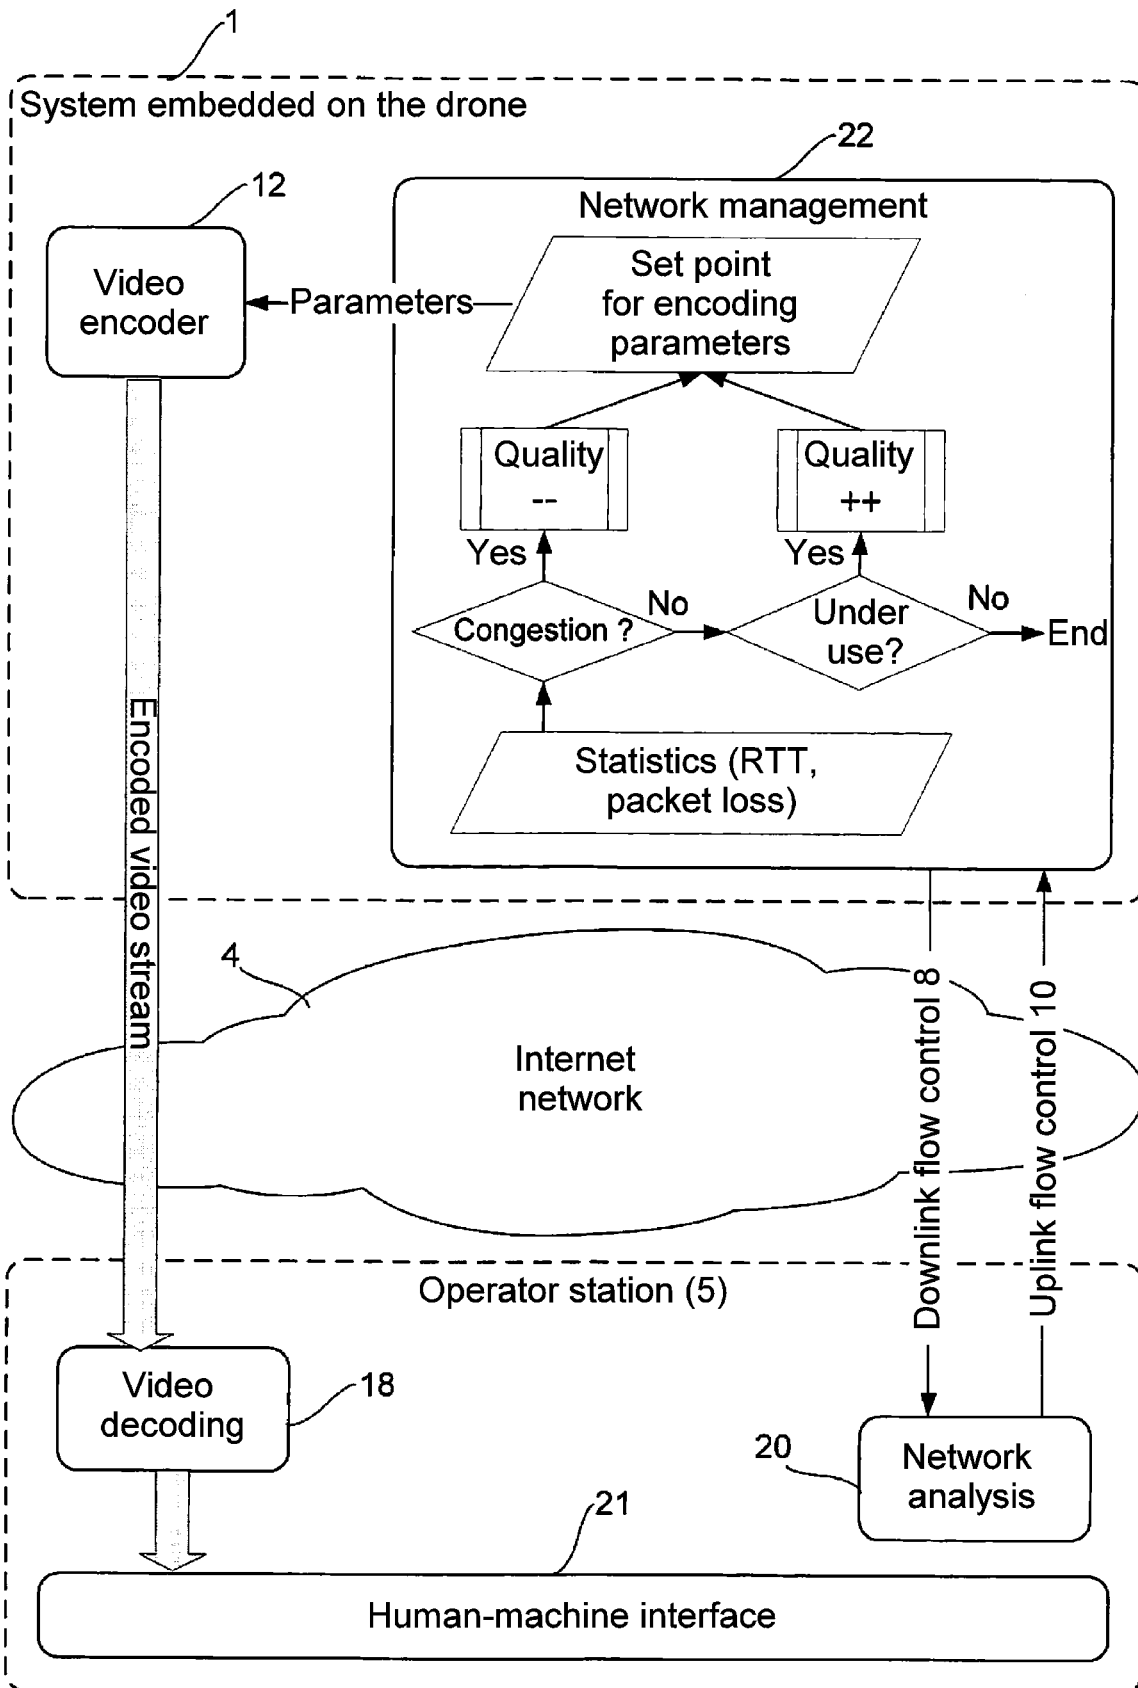 1
System embedded on the drone
22
12
Network management
Video
encoder
Parameters
Set point
for encoding
parameters
Quality
--
Quality
++
Yes
Yes
Congestion ?
No
Under
use?
No
End
Statistics (RTT,
packet loss)
Encoded video stream
4
Internet
network
Downlink flow control 8
Uplink flow control 10
Operator station (5)
Video
decoding
18
20
Network
analysis
21
Human-machine interface